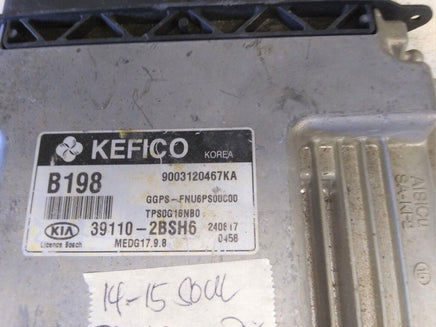 KEFICO KOREA
B198 9003120467KA
GGPS-FNU6PS00C00
TPS0G16NB0
KIA 39110-2BSH6 240817
Licence Bosch MEDG17.9.8 0458
14-15 SOUL